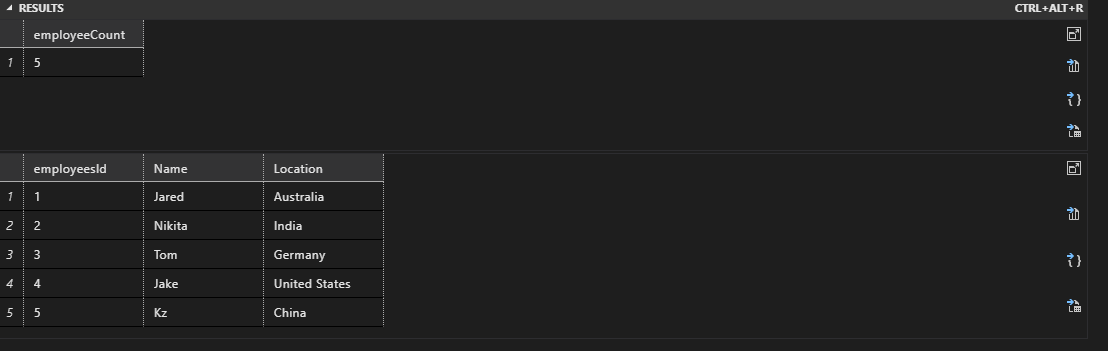 RESULTS CTRL+ALT+R
employeeCount
1 5
employeesId Name Location
1 1 Jared Australia
2 2 Nikita India
3 3 Tom Germany
4 4 Jake United States
5 5 Kz China